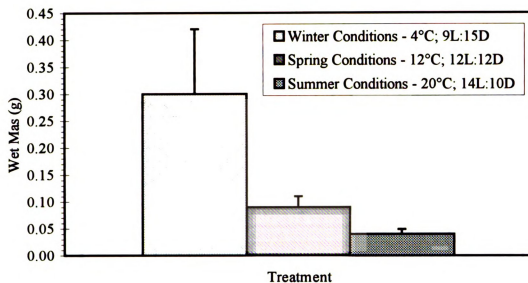 0.45
0.40
0.35
0.30
0.25
0.20
0.15
0.10
0.05
0.00
Wet Mas (g)
Winter Conditions - 4°C; 9L:15D
Spring Conditions - 12°C; 12L:12D
Summer Conditions - 20°C; 14L:10D
Treatment